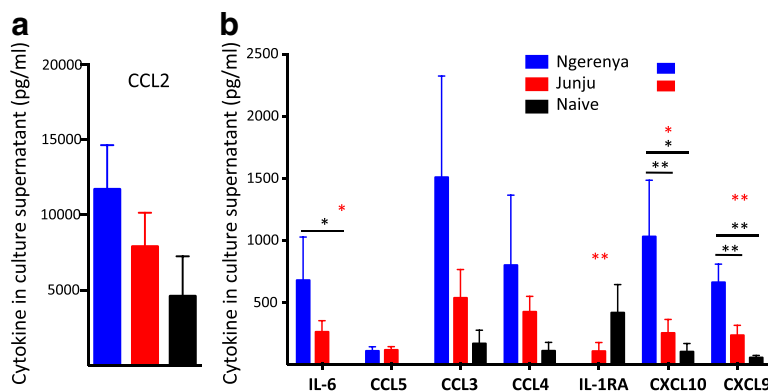 a
b
Cytokine in culture supernatant (pg/ml)
20000
15000
10000
5000
CCL2
Cytokine in culture supernatant (pg/ml)
2500
2000
1500
1000
500
Ngerenya
Junju
Naive
*
*
**
*
*
**
**
**
**
IL-6 CCL5 CCL3 CCL4 IL-1RA CXCL10 CXCL9